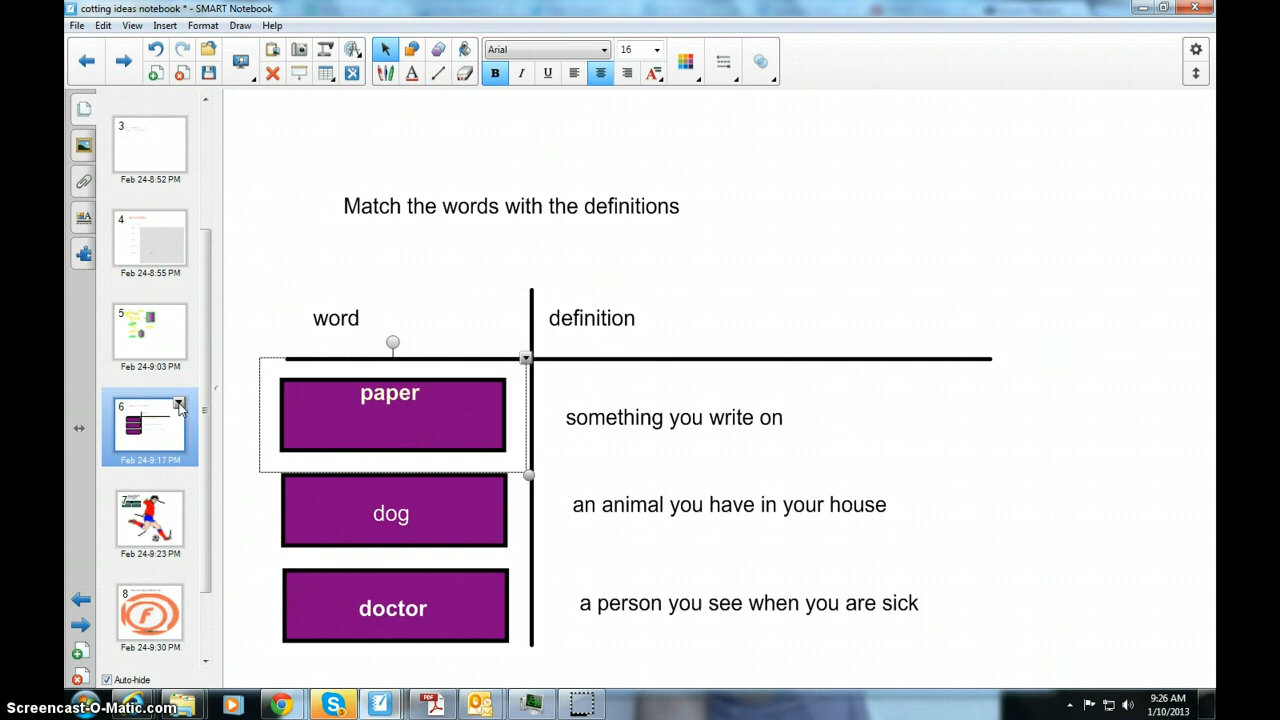 cotting ideas notebook * - SMART Notebook
File Edit View Insert Format Draw Help
Arial 16
B I U
3
Feb 24-8:52 PM
4
Feb 24-8:55 PM
5
Feb 24-9:03 PM
6
Feb 24-9:17 PM
7
Feb 24-9:23 PM
8
Feb 24-9:30 PM
Auto-hide
Match the words with the definitions
word definition
paper something you write on
dog an animal you have in your house
doctor a person you see when you are sick
9:26 AM
1/10/2013
Screencast-O-Matic.com